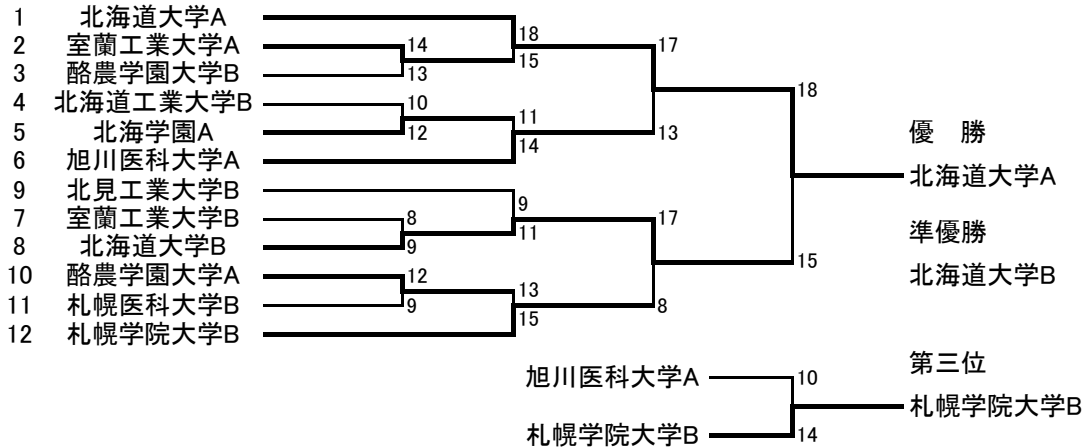 1 北海道大学A
18
17
2 室蘭工業大学A
14
15
3 酪農学園大学B
13
18
4 北海道工業大学B
10
11
5 北海学園A
12
13
優 勝
14
6 旭川医科大学A
北海道大学A
9 北見工業大学B
9
7 室蘭工業大学B
8
17
11
準優勝
8 北海道大学B
9
15
10 酪農学園大学A
12
北海道大学B
13
11 札幌医科大学B
9
8
15
12 札幌学院大学B
第三位
旭川医科大学A
10
札幌学院大学B
札幌学院大学B
14